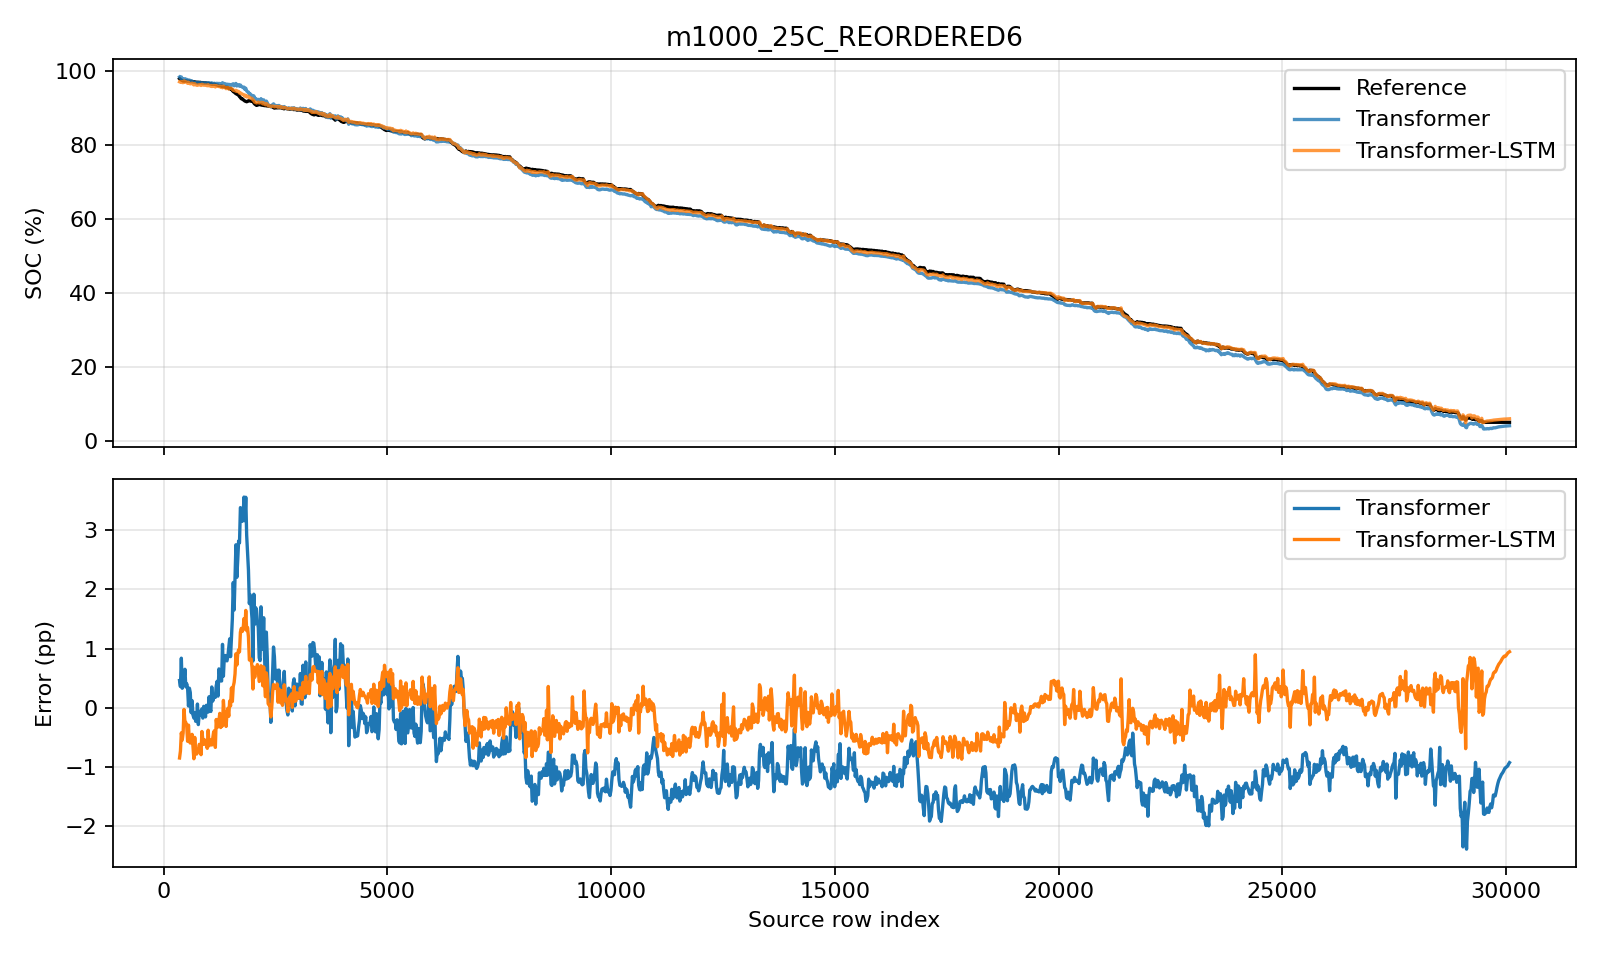 m1000_25C_REORDERED6
100
80
60
40
20
0
SOC (%)
Reference
Transformer
Transformer-LSTM
3
2
1
0
−1
−2
Error (pp)
Transformer
Transformer-LSTM
0
5000
10000
15000
20000
25000
30000
Source row index